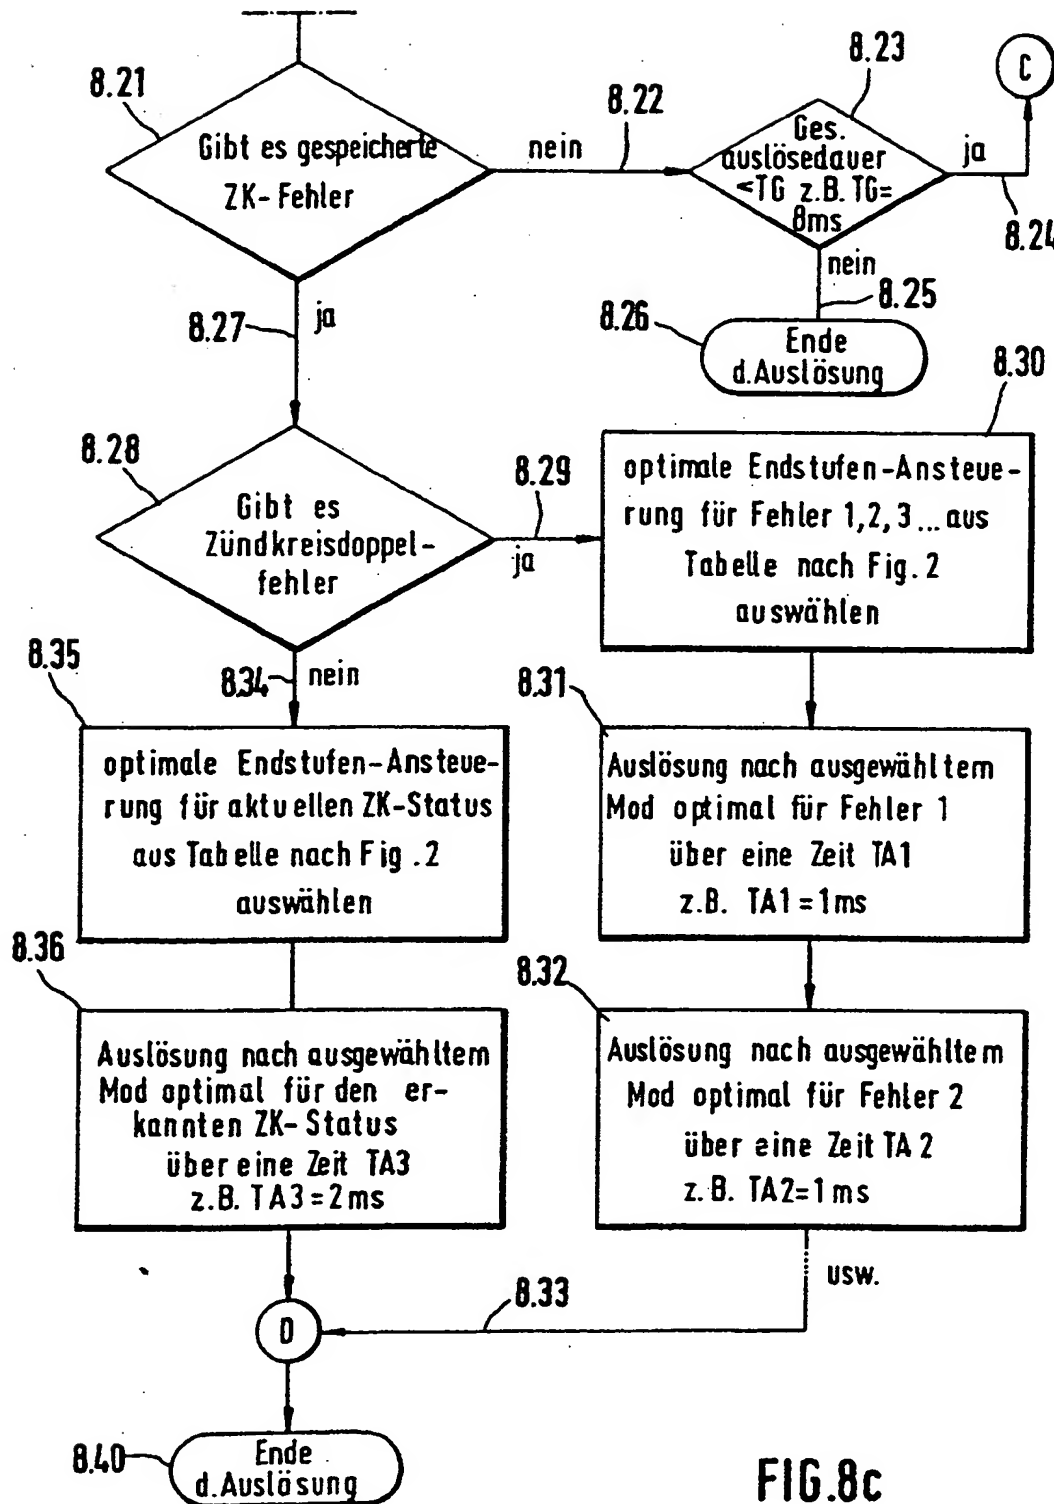 8.21
Gibt es gespeicherte
ZK-Fehler
nein
8.22
8.23
Ges.
auslösedauer
<TG z.B. TG=
8ms
ja
C
8.24
nein
8.25
8.26
Ende
d.Auslösung
8.27
ja
8.28
Gibt es
Zündkreisdoppel-
fehler
8.29
ja
8.30
optimale Endstufen-Ansteue-
rung für Fehler 1,2,3... aus
Tabelle nach Fig. 2
auswählen
8.34
nein
8.35
optimale Endstufen-Ansteue-
rung für aktuellen ZK-Status
aus Tabelle nach Fig. 2
auswählen
8.31
Auslösung nach ausgewähltem
Mod optimal für Fehler 1
über eine Zeit TA1
z.B. TA1=1ms
8.36
Auslösung nach ausgewähltem
Mod optimal für den er-
kannten ZK-Status
über eine Zeit TA3
z.B. TA3=2ms
8.32
Auslösung nach ausgewähltem
Mod optimal für Fehler 2
über eine Zeit TA2
z.B. TA2=1ms
usw.
8.33
D
8.40
Ende
d.Auslösung
FIG.8c